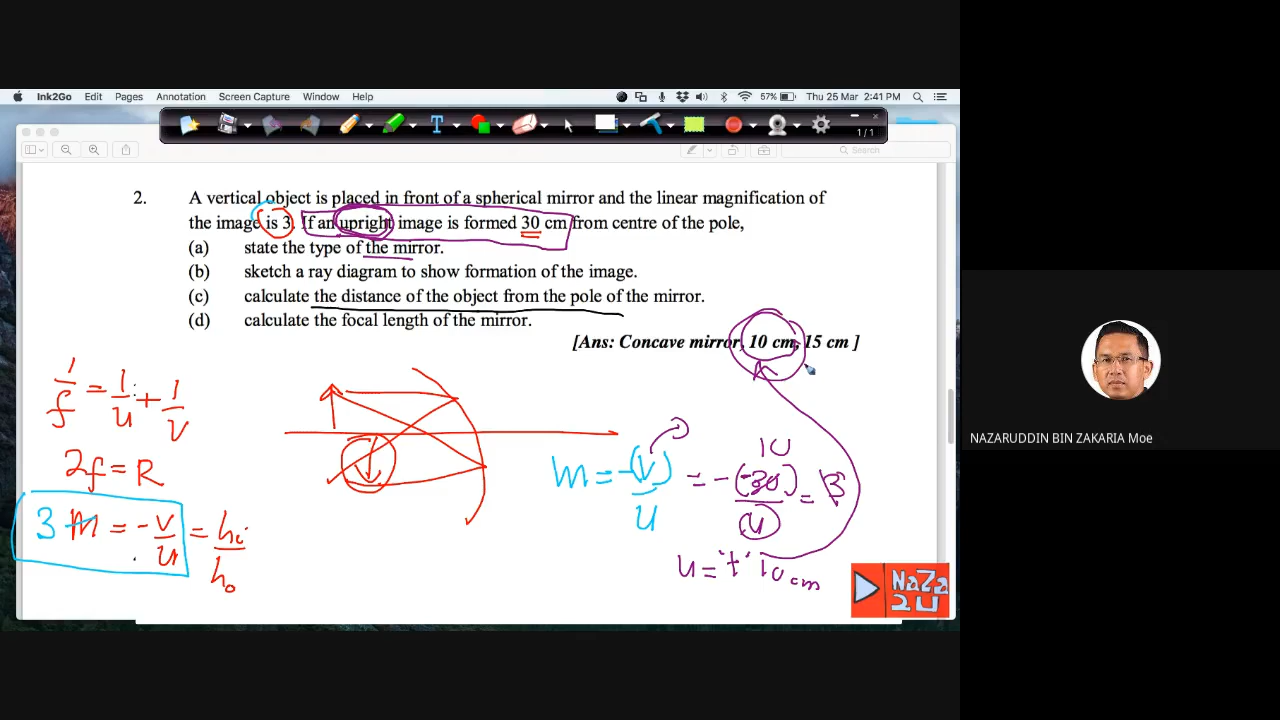 Ink2Go Edit Pages Annotation Screen Capture Window Help 57% Thu 25 Mar 2:41 PM
1 / 1
Search
2. A vertical object is placed in front of a spherical mirror and the linear magnification of
the image is 3. If an upright image is formed 30 cm from centre of the pole,
(a) state the type of the mirror.
(b) sketch a ray diagram to show formation of the image.
(c) calculate the distance of the object from the pole of the mirror.
(d) calculate the focal length of the mirror.
[Ans: Concave mirror, 10 cm, 15 cm ]
1/f = 1/u + 1/v
2f = R
3 m = -v/u = hi/ho
m = -(v)/u = -(-30)/(u) = 3
10
u = '+' 10 cm
NAZARUDDIN BIN ZAKARIA Moe
NaZa
2U